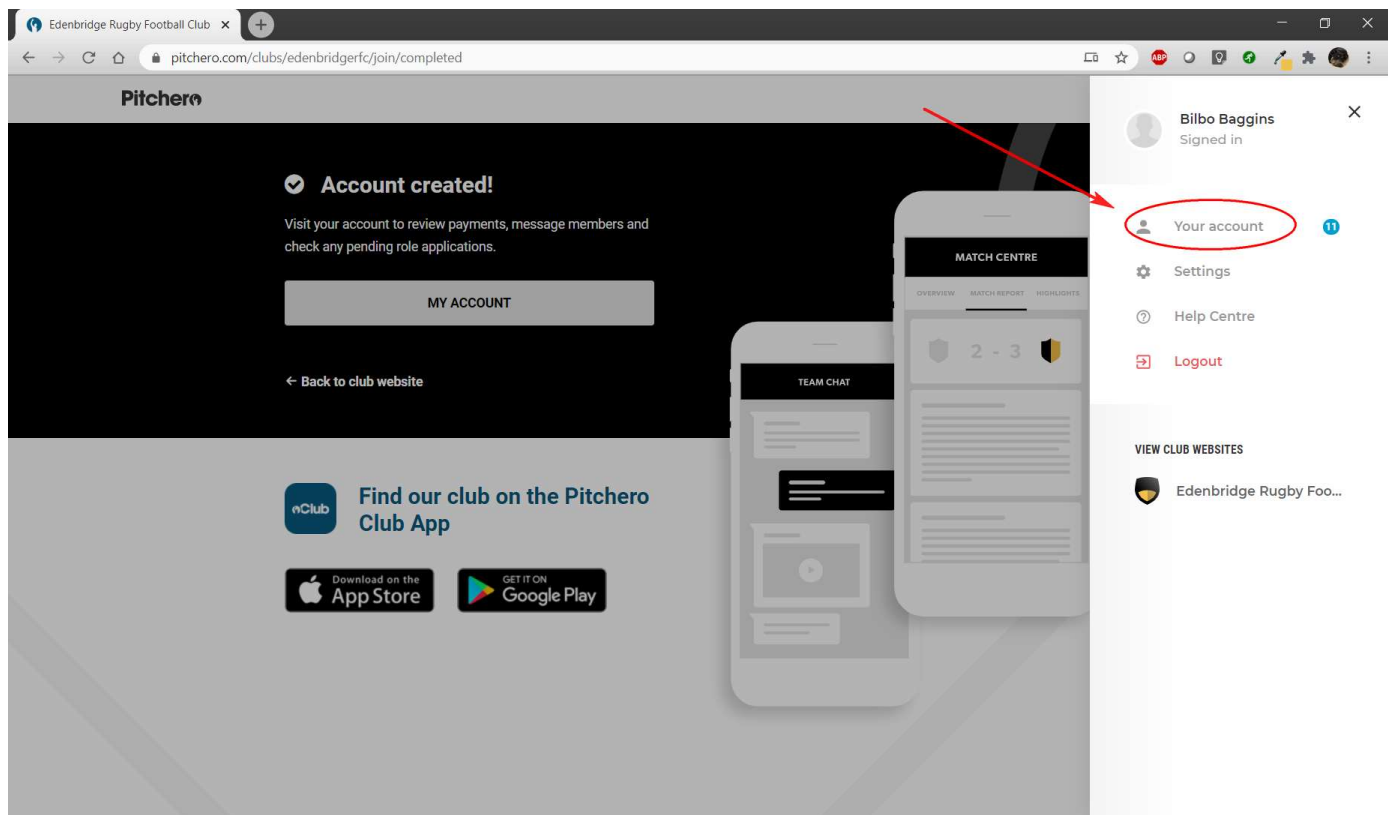 Edenbridge Rugby Football Club
pitchero.com/clubs/edenbridgerfc/join/completed
ABP
Pitchero
Bilbo Baggins
Signed in
Account created!
Visit your account to review payments, message members and
check any pending role applications.
MY ACCOUNT
← Back to club website
Your account
11
Settings
Help Centre
Logout
VIEW CLUB WEBSITES
Edenbridge Rugby Foo...
MATCH CENTRE
OVERVIEW MATCH REPORT HIGHLIGHTS
2 - 3
TEAM CHAT
Club
Find our club on the Pitchero
Club App
Download on the
App Store
GET IT ON
Google Play